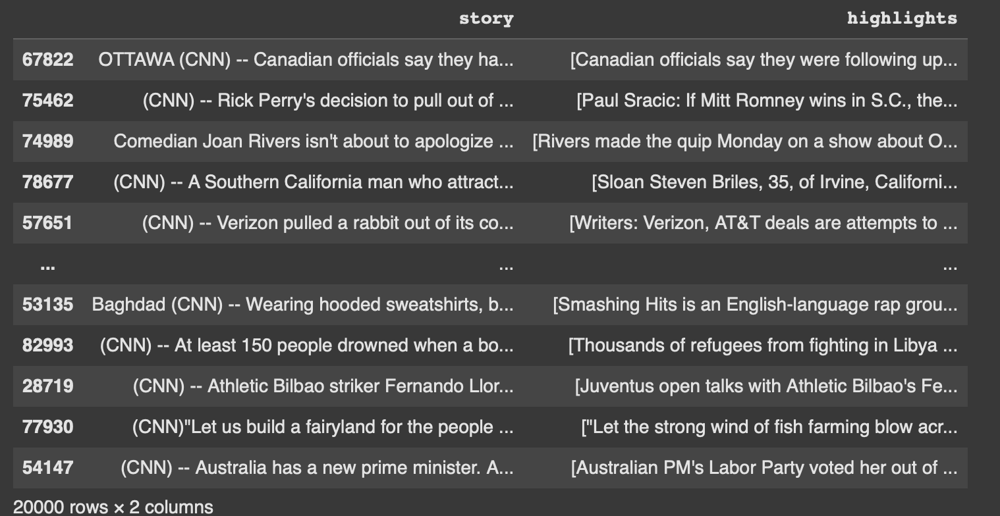 story highlights
67822 OTTAWA (CNN) -- Canadian officials say they ha... [Canadian officials say they were following up...
75462 (CNN) -- Rick Perry's decision to pull out of ... [Paul Sracic: If Mitt Romney wins in S.C., the...
74989 Comedian Joan Rivers isn't about to apologize ... [Rivers made the quip Monday on a show about O...
78677 (CNN) -- A Southern California man who attract... [Sloan Steven Briles, 35, of Irvine, Californi...
57651 (CNN) -- Verizon pulled a rabbit out of its co... [Writers: Verizon, AT&T deals are attempts to ...
... ... ...
53135 Baghdad (CNN) -- Wearing hooded sweatshirts, b... [Smashing Hits is an English-language rap grou...
82993 (CNN) -- At least 150 people drowned when a bo... [Thousands of refugees from fighting in Libya ...
28719 (CNN) -- Athletic Bilbao striker Fernando Llor... [Juventus open talks with Athletic Bilbao's Fe...
77930 (CNN)"Let us build a fairyland for the people ... ["Let the strong wind of fish farming blow acr...
54147 (CNN) -- Australia has a new prime minister. A... [Australian PM's Labor Party voted her out of ...
20000 rows × 2 columns